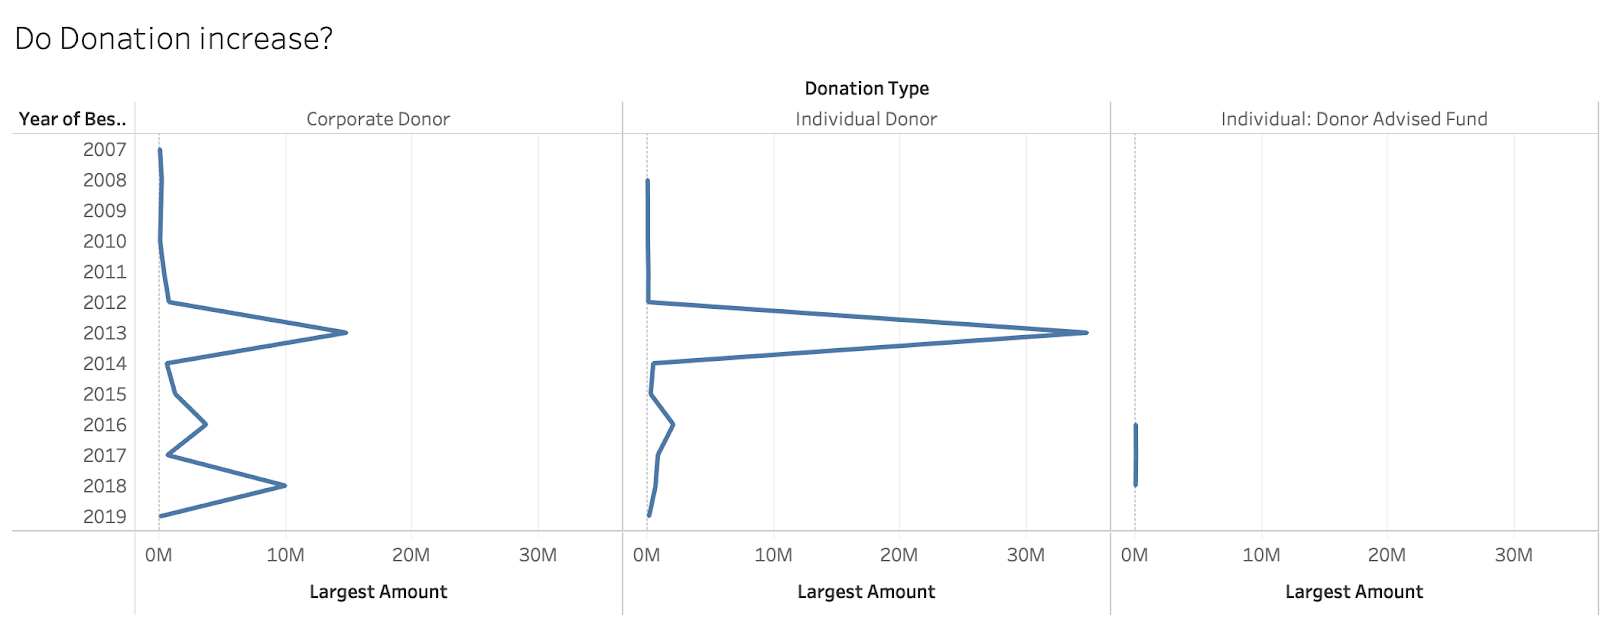 Do Donation increase?
Donation Type
Year of Bes.. Corporate Donor Individual Donor Individual: Donor Advised Fund
2007
2008
2009
2010
2011
2012
2013
2014
2015
2016
2017
2018
2019
0M 10M 20M 30M 0M 10M 20M 30M 0M 10M 20M 30M
Largest Amount Largest Amount Largest Amount